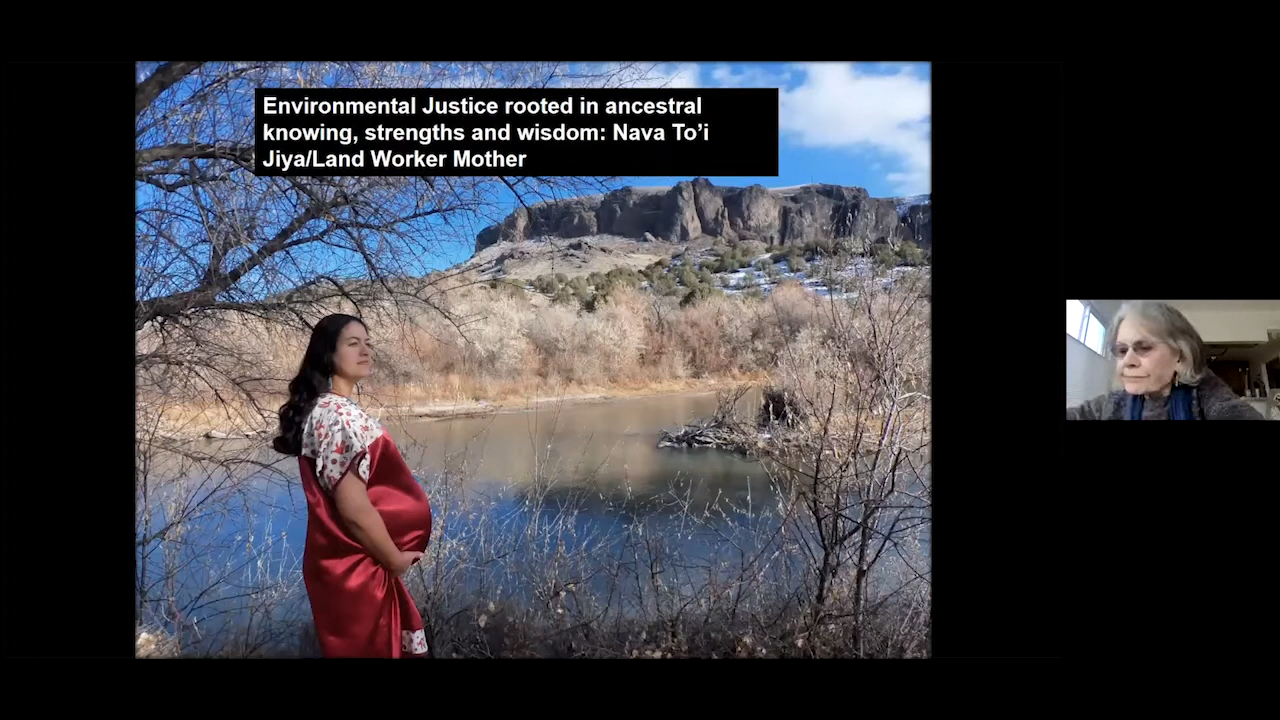 Environmental Justice rooted in ancestral
knowing, strengths and wisdom: Nava To’i
Jiya/Land Worker Mother